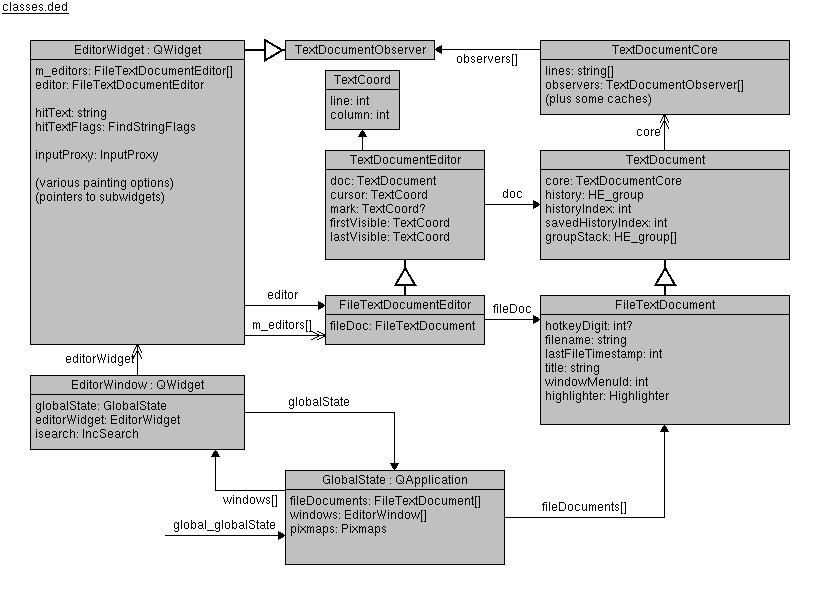 classes.ded
EditorWidget : QWidget
m_editors: FileTextDocumentEditor[]
editor: FileTextDocumentEditor
hitText: string
hitTextFlags: FindStringFlags
inputProxy: InputProxy
(various painting options)
(pointers to subwidgets)
TextDocumentObserver
observers[]
TextDocumentCore
lines: string[]
observers: TextDocumentObserver[]
(plus some caches)
TextCoord
line: int
column: int
core
TextDocumentEditor
doc: TextDocument
cursor: TextCoord
mark: TextCoord?
firstVisible: TextCoord
lastVisible: TextCoord
doc
TextDocument
core: TextDocumentCore
history: HE_group
historyIndex: int
savedHistoryIndex: int
groupStack: HE_group[]
editor
m_editors[]
FileTextDocumentEditor
fileDoc: FileTextDocument
fileDoc
FileTextDocument
hotkeyDigit: int?
filename: string
lastFileTimestamp: int
title: string
windowMenuId: int
highlighter: Highlighter
editorWidget
EditorWindow : QWidget
globalState: GlobalState
editorWidget: EditorWidget
isearch: IncSearch
globalState
windows[]
global_globalState
GlobalState : QApplication
fileDocuments: FileTextDocument[]
windows: EditorWindow[]
pixmaps: Pixmaps
fileDocuments[]